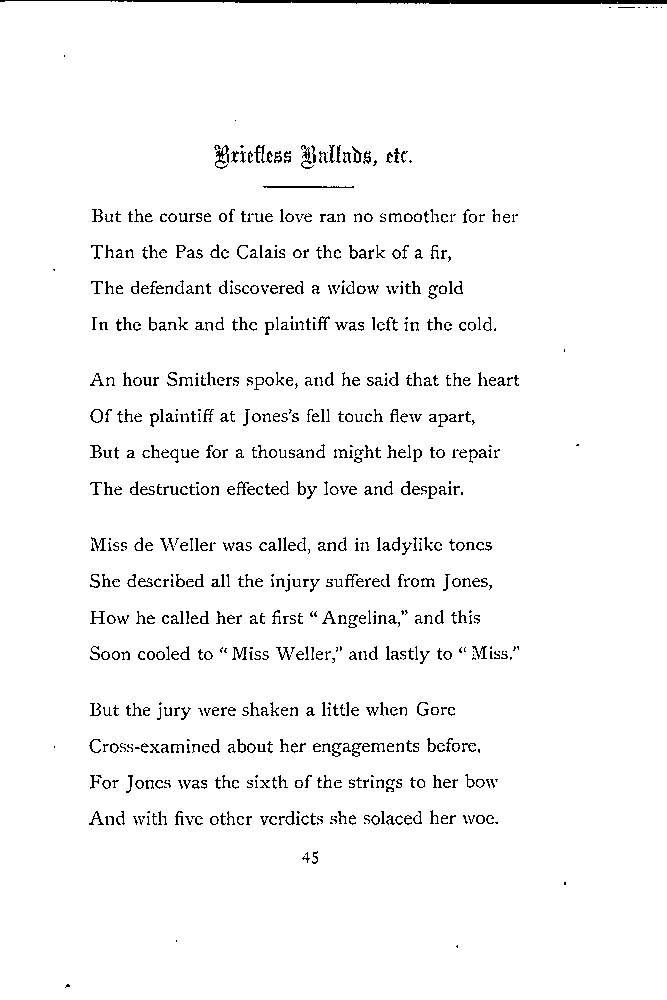 Briefless Ballads, etc.
But the course of true love ran no smoother for her
Than the Pas de Calais or the bark of a fir,
The defendant discovered a widow with gold
In the bank and the plaintiff was left in the cold.
An hour Smithers spoke, and he said that the heart
Of the plaintiff at Jones's fell touch flew apart,
But a cheque for a thousand might help to repair
The destruction effected by love and despair.
Miss de Weller was called, and in ladylike tones
She described all the injury suffered from Jones,
How he called her at first "Angelina," and this
Soon cooled to "Miss Weller," and lastly to "Miss."
But the jury were shaken a little when Gore
Cross-examined about her engagements before,
For Jones was the sixth of the strings to her bow
And with five other verdicts she solaced her woe.
45